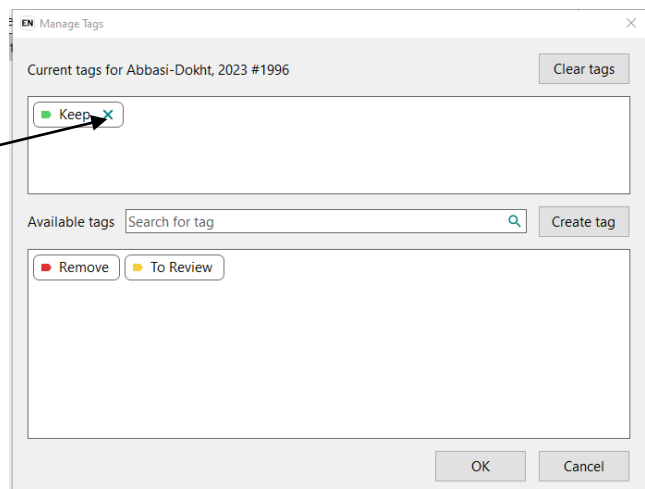 EN Manage Tags
Current tags for Abbasi-Dokht, 2023 #1996 Clear tags
Keep
Available tags Search for tag Create tag
Remove To Review
OK Cancel